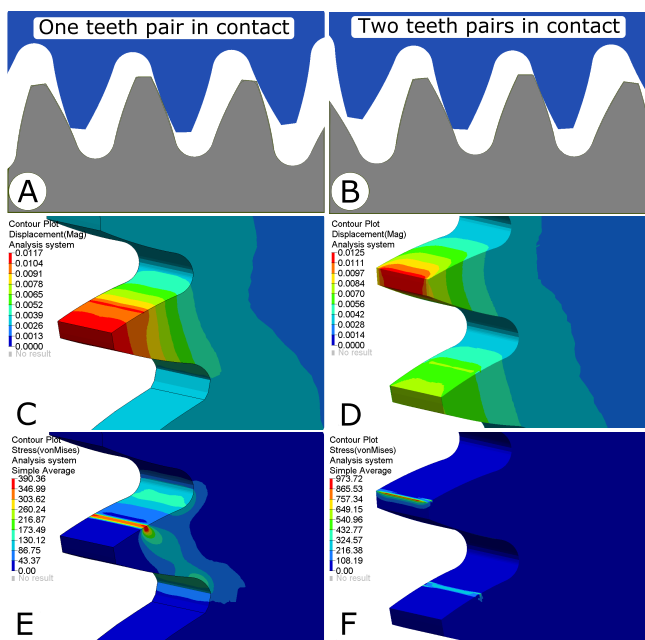 One teeth pair in contact
Two teeth pairs in contact
A
B
Contour Plot
Displacement(Mag)
Analysis system
0.0117
0.0104
0.0091
0.0078
0.0065
0.0052
0.0039
0.0026
0.0013
0.0000
No result
C
Contour Plot
Displacement(Mag)
Analysis system
0.0125
0.0111
0.0097
0.0084
0.0070
0.0056
0.0042
0.0028
0.0014
0.0000
No result
D
Contour Plot
Stress(vonMises)
Analysis system
Simple Average
390.36
346.99
303.62
260.24
216.87
173.49
130.12
86.75
43.37
0.00
No result
E
Contour Plot
Stress(vonMises)
Analysis system
Simple Average
973.72
865.53
757.34
649.15
540.96
432.77
324.57
216.38
108.19
0.00
No result
F